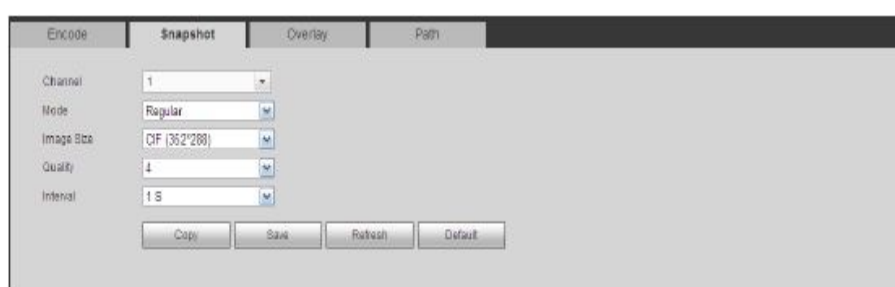 Encode Snapshot Overlay Path
Channel 1
Mode Regular
Image Size CIF (352*288)
Quality 4
Interval 1 S
Copy Save Refresh Default